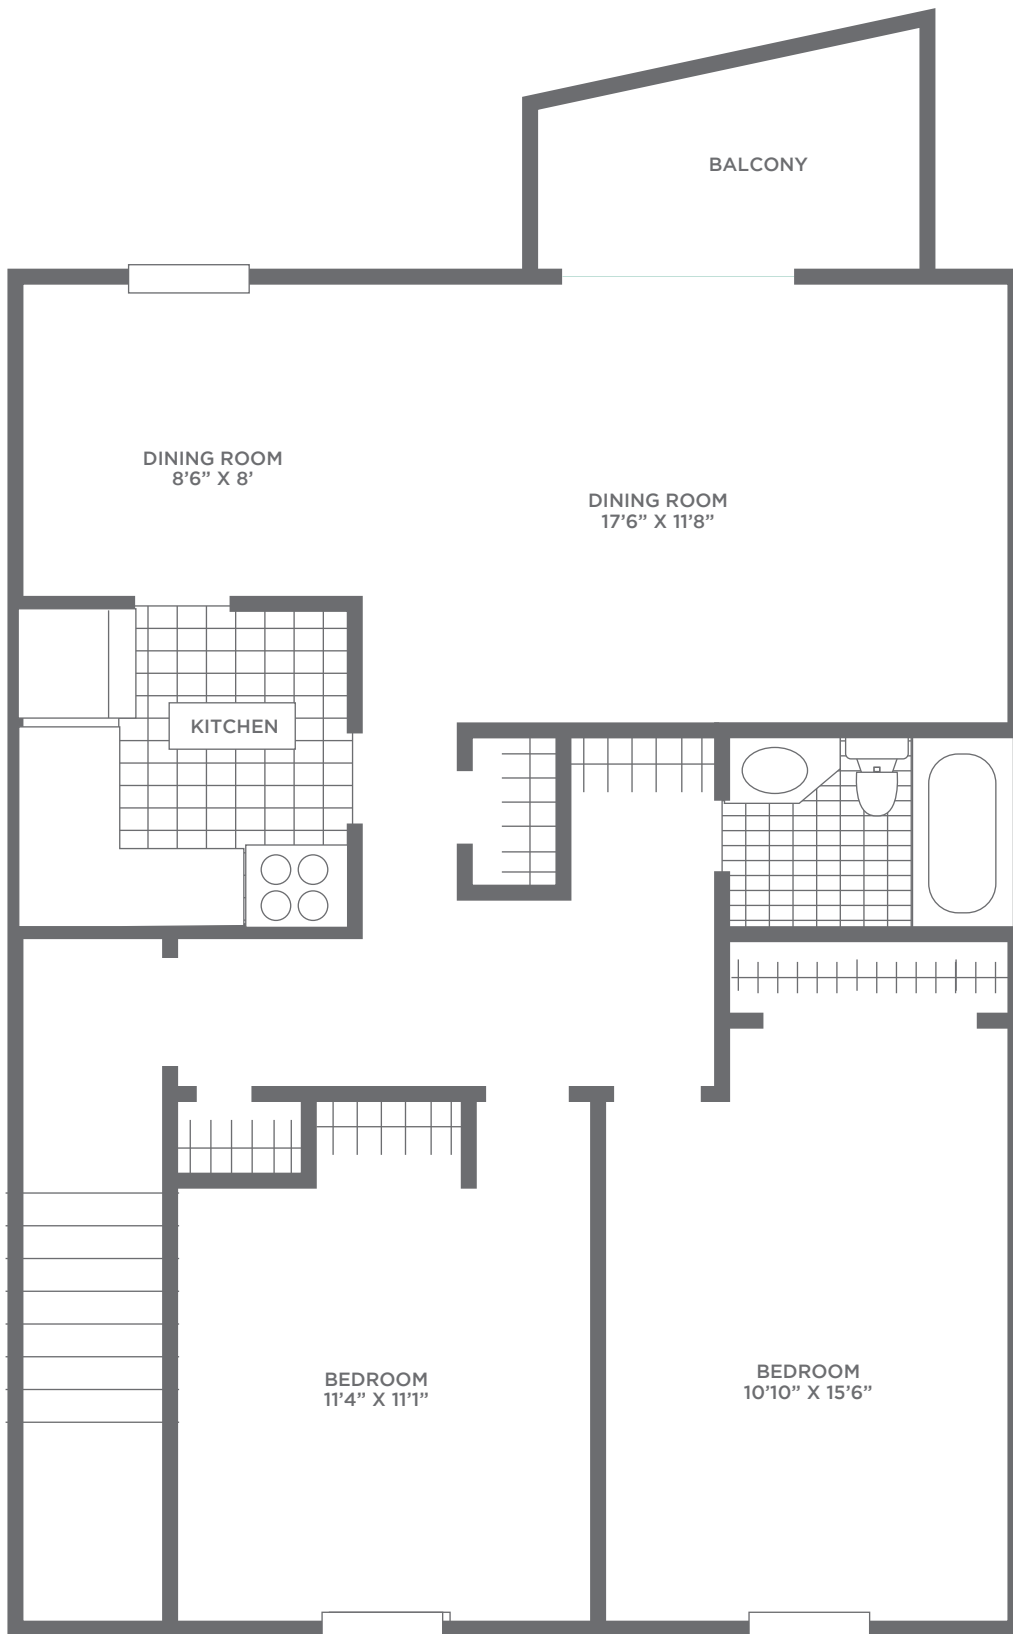 BALCONY
DINING ROOM
8’6” X 8’
DINING ROOM
17’6” X 11’8”
KITCHEN
BEDROOM
11’4” X 11’1”
BEDROOM
10’10” X 15’6”